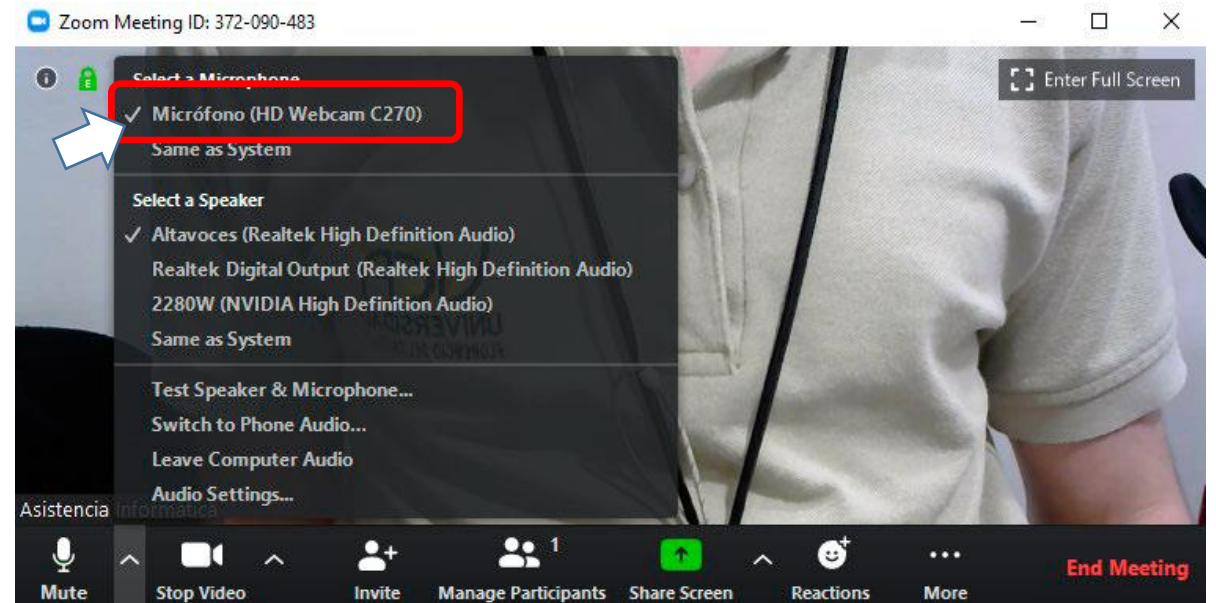 Zoom Meeting ID: 372-090-483
Enter Full Screen
Select a Microphone
Micrófono (HD Webcam C270)
Same as System
Select a Speaker
Altavoces (Realtek High Definition Audio)
Realtek Digital Output (Realtek High Definition Audio)
2280W (NVIDIA High Definition Audio)
Same as System
Test Speaker & Microphone...
Switch to Phone Audio...
Leave Computer Audio
Audio Settings...
Asistencia Informática
1
Mute
Stop Video
Invite
Manage Participants
Share Screen
Reactions
More
End Meeting